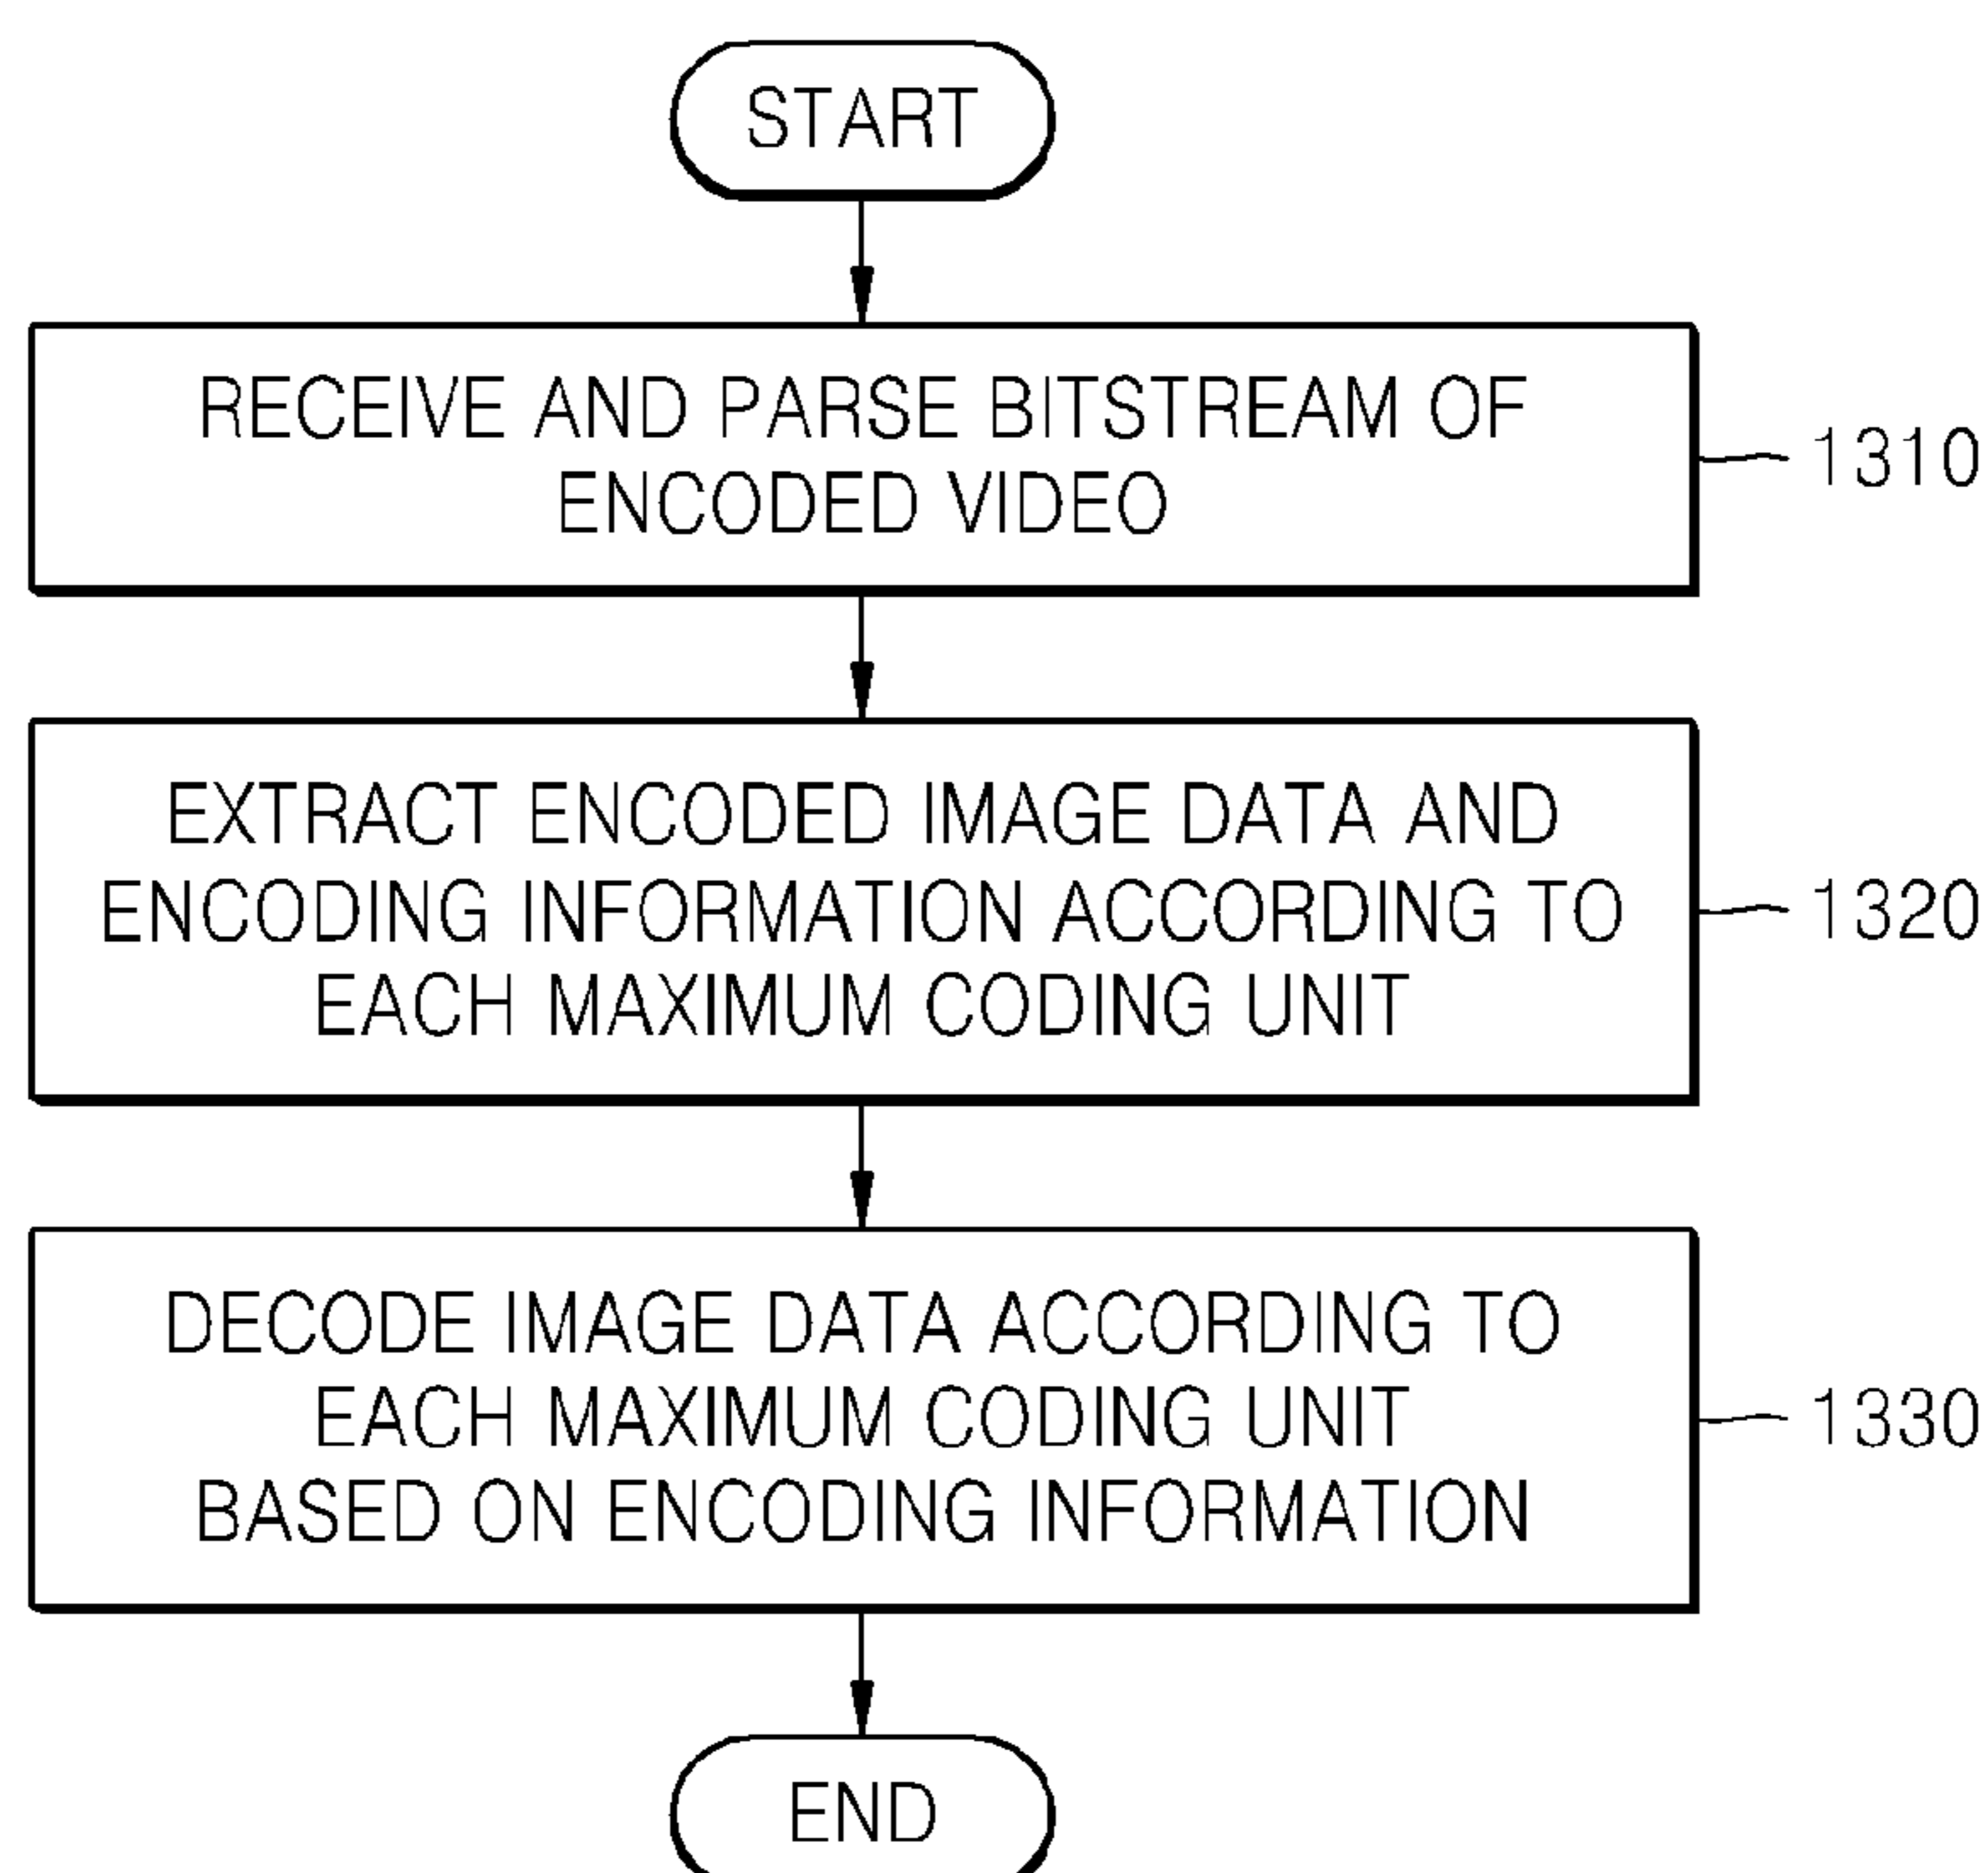 START
RECEIVE AND PARSE BITSTREAM OF
ENCODED VIDEO
1310
EXTRACT ENCODED IMAGE DATA AND
ENCODING INFORMATION ACCORDING TO
EACH MAXIMUM CODING UNIT
1320
DECODE IMAGE DATA ACCORDING TO
EACH MAXIMUM CODING UNIT
BASED ON ENCODING INFORMATION
1330
END